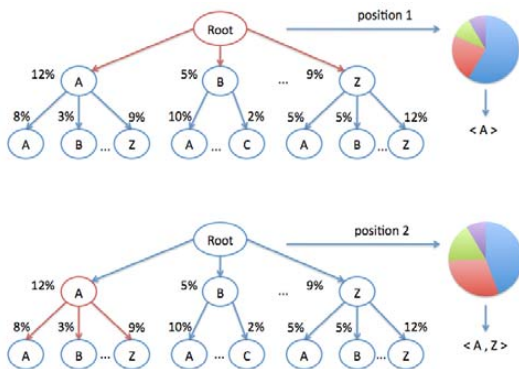 Root
position 1
12%
A
5%
B
...
9%
Z
8%
3%
9%
10%
2%
5%
5%
12%
A
B
...
Z
A
...
C
A
B
...
Z
< A >
Root
position 2
12%
A
5%
B
...
9%
Z
8%
3%
9%
10%
2%
5%
5%
12%
A
B
...
Z
A
...
C
A
B
...
Z
< A , Z >